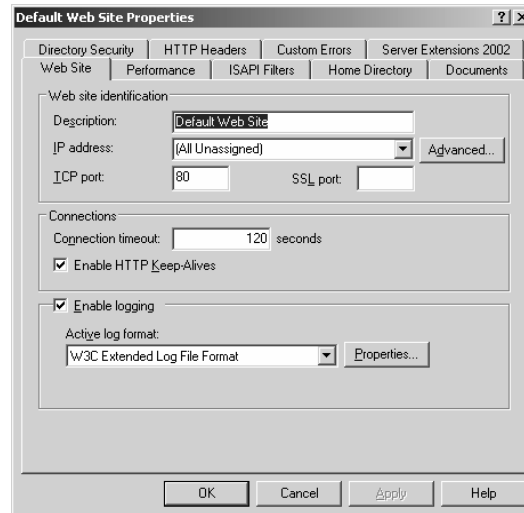 Default Web Site Properties ? x
Directory Security HTTP Headers Custom Errors Server Extensions 2002
Web Site Performance ISAPI Filters Home Directory Documents
Web site identification
Description: Default Web Site
IP address: (All Unassigned) Advanced...
TCP port: 80 SSL port:
Connections
Connection timeout: 120 seconds
Enable HTTP Keep-Alives
Enable logging
Active log format:
W3C Extended Log File Format Properties...
OK Cancel Apply Help